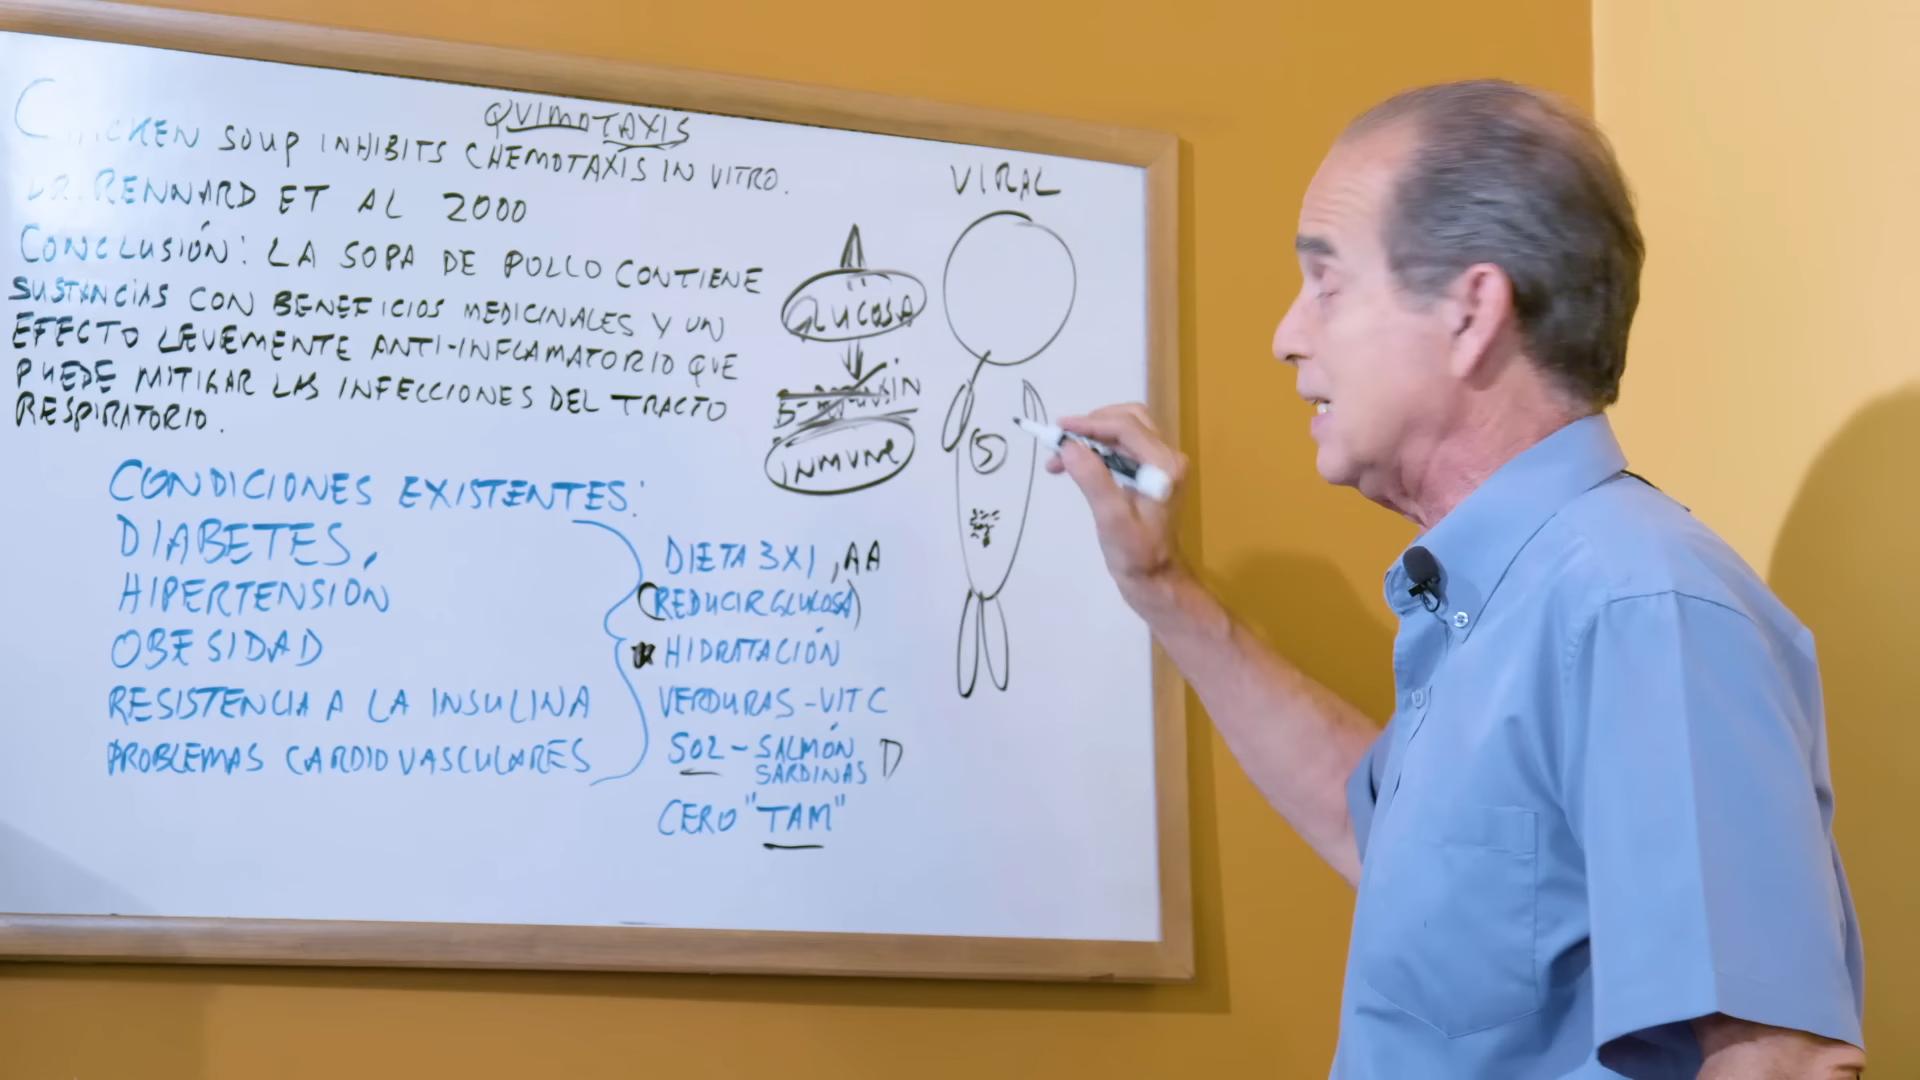 QUIMOTAXIS
CHICKEN SOUP INHIBITS CHEMOTAXIS IN VITRO.
DR. RENNARD ET AL 2000
CONCLUSIÓN: LA SOPA DE POLLO CONTIENE
SUSTANCIAS CON BENEFICIOS MEDICINALES Y UN
EFECTO LEVEMENTE ANTI-INFLAMATORIO QUE
PUEDE MITIGAR LAS INFECCIONES DEL TRACTO
RESPIRATORIO.
CONDICIONES EXISTENTES:
DIABETES,
HIPERTENSION
OBESIDAD
RESISTENCIA A LA INSULINA
PROBLEMAS CARDIOVASCULARES
DIETA 3X1, AA
(REDUCIR GLUCOSA)
HIDRATACIÓN
VERDURAS - VIT C
SOL - SALMÓN D
SARDINAS
CERO "TAM"
GLUCOSA
INMUNE
VIRAL
S